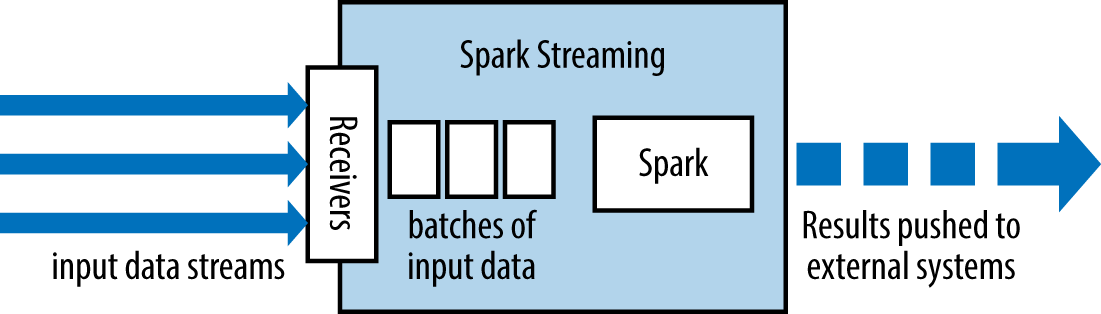 Spark Streaming
Receivers
Spark
input data streams
batches of
input data
Results pushed to
external systems